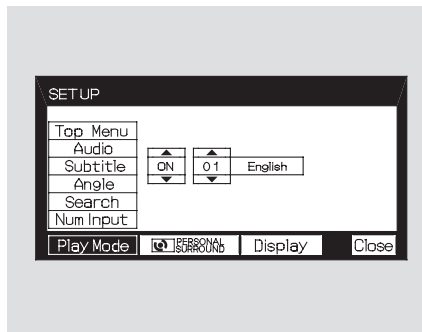 SETUP
Top Menu
Audio
Subtitle ON 01 English
Angle
Search
Num Input
Play Mode PERSONAL SURROUND Display Close